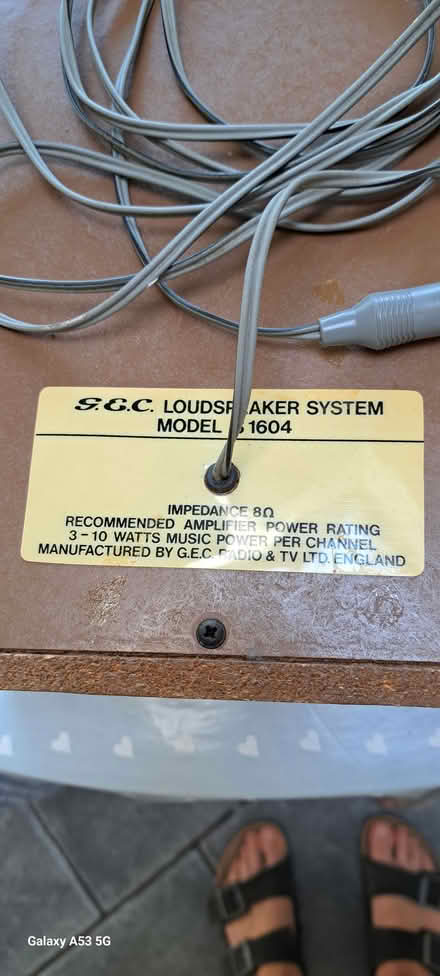 G.E.C. LOUDSPEAKER SYSTEM
MODEL 1604
IMPEDANCE 8Ω
RECOMMENDED AMPLIFIER POWER RATING
3-10 WATTS MUSIC POWER PER CHANNEL
MANUFACTURED BY G.E.C. RADIO & TV LTD. ENGLAND
Galaxy A53 5G